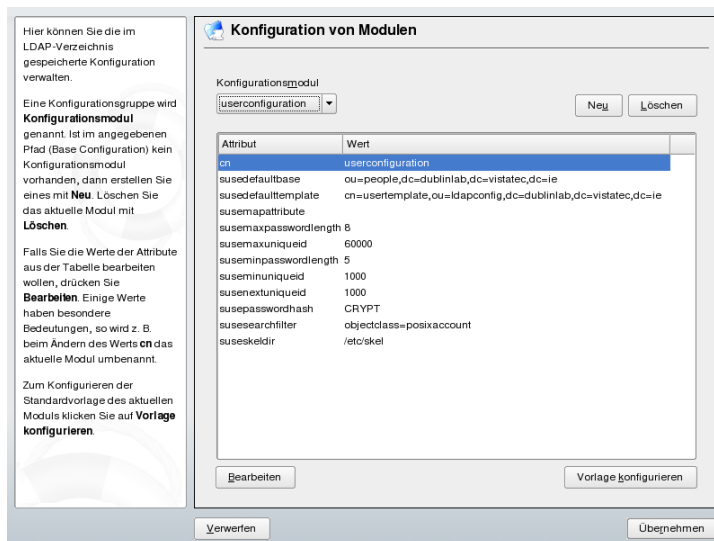 Hier können Sie die im
LDAP-Verzeichnis
gespeicherte Konfiguration
verwalten.
Eine Konfigurationsgruppe wird
Konfigurationsmodul
genannt. Ist im angegebenen
Pfad (Base Configuration) kein
Konfigurationsmodul
vorhanden, dann erstellen Sie
eines mit Neu. Löschen Sie
das aktuelle Modul mit
Löschen.
Falls Sie die Werte der Attribute
aus der Tabelle bearbeiten
wollen, drücken Sie
Bearbeiten. Einige Werte
haben besondere
Bedeutungen, so wird z. B.
beim Ändern des Werts cn das
aktuelle Modul umbenannt.
Zum Konfigurieren der
Standardvorlage des aktuellen
Moduls klicken Sie auf Vorlage
konfigurieren.
Konfiguration von Modulen
Konfigurationsmodul
userconfiguration
Neu Löschen
Attribut Wert
cn userconfiguration
susedefaultbase ou=people,dc=dublinlab,dc=vistatec,dc=ie
susedefaulttemplate cn=usertemplate,ou=ldapconfig,dc=dublinlab,dc=vistatec,dc=ie
susemapattribute
susemaxpasswordlength 8
susemaxuniqueid 60000
suseminpasswordlength 5
suseminuniqueid 1000
susenextuniqueid 1000
susepasswordhash CRYPT
susesearchfilter objectclass=posixaccount
suseskeldir /etc/skel
Bearbeiten Vorlage konfigurieren
Verwerfen Übernehmen